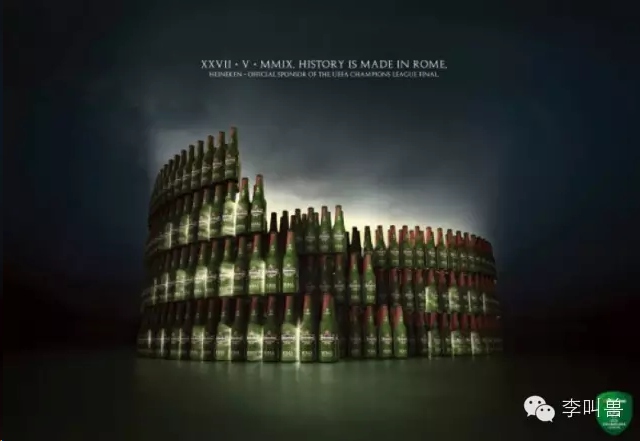 XXVII • V • MMIX. HISTORY IS MADE IN ROME.
HEINEKEN - OFFICIAL SPONSOR OF THE UEFA CHAMPIONS LEAGUE FINAL.
李叫兽